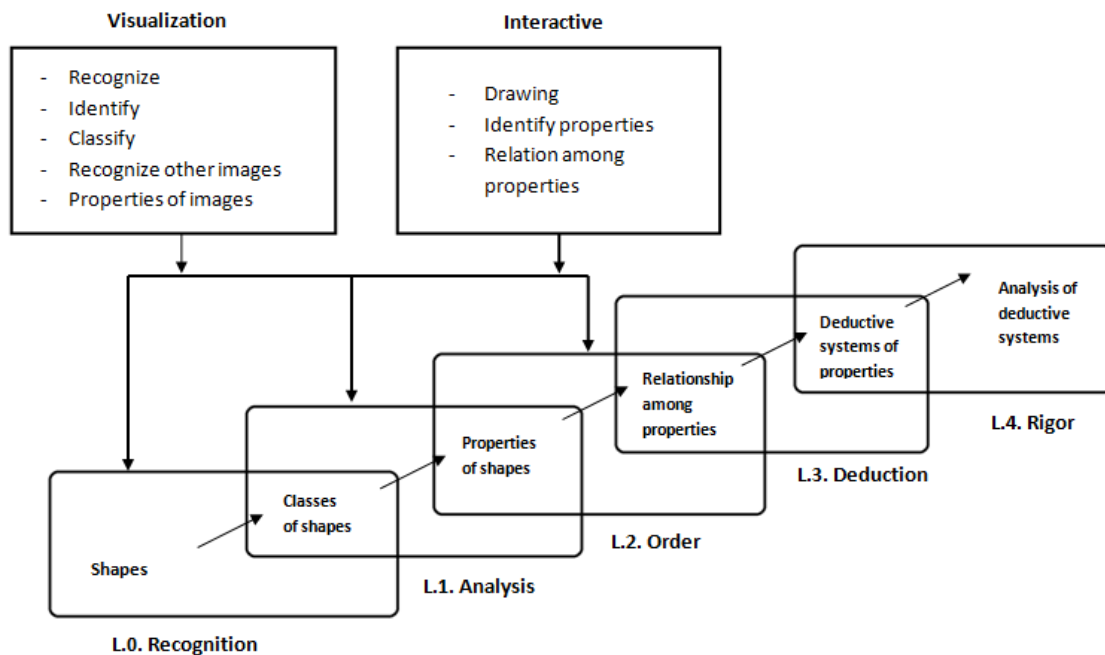 Visualization
- Recognize
- Identify
- Classify
- Recognize other images
- Properties of images
Interactive
- Drawing
- Identify properties
- Relation among
properties
Analysis of
deductive
systems
L.4. Rigor
Deductive
systems of
properties
L.3. Deduction
Relationship
among
properties
L.2. Order
Properties
of shapes
L.1. Analysis
Classes
of shapes
Shapes
L.0. Recognition